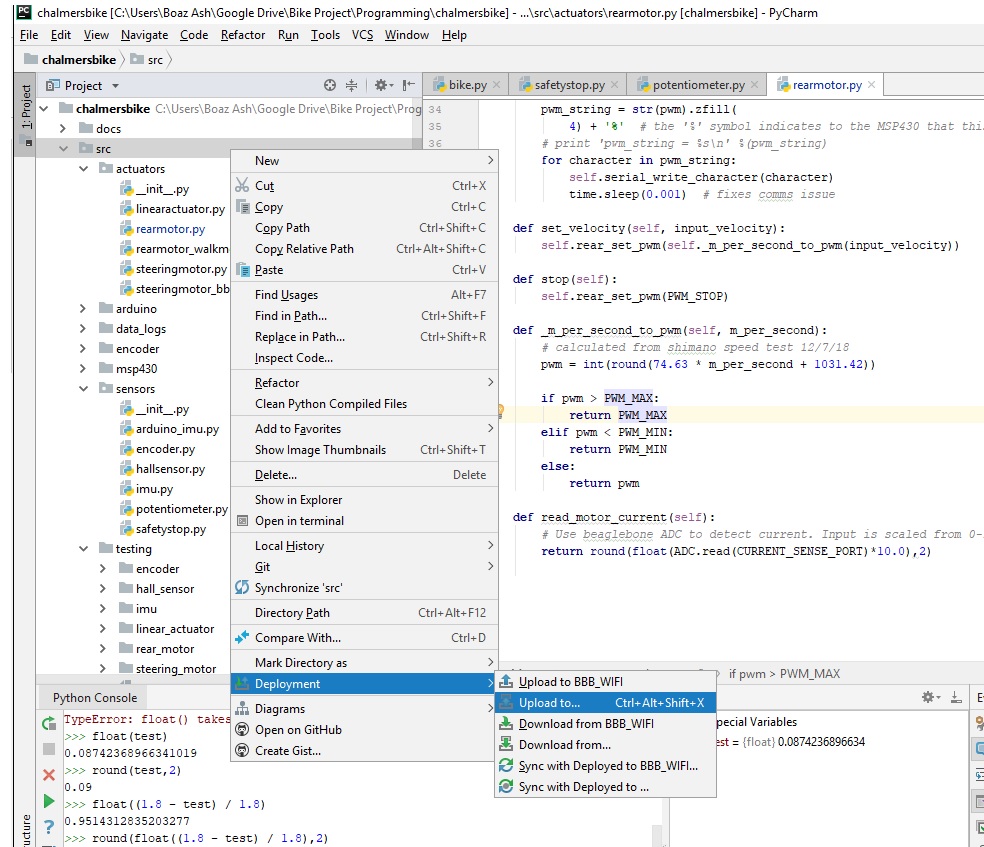 chalmersbike [C:\Users\Boaz Ash\Google Drive\Bike Project\Programming\chalmersbike] - ...\src\actuators\rearmotor.py [chalmersbike] - PyCharm
File Edit View Navigate Code Refactor Run Tools VCS Window Help
chalmersbike src
Project
bike.py safetystop.py potentiometer.py rearmotor.py
1: Project
chalmersbike C:\Users\Boaz Ash\Google Drive\Bike Project\Prog
docs
src
actuators
__init__.py
linearactuator.py
rearmotor.py
rearmotor_walkm
steeringmotor.py
steeringmotor_bb
arduino
data_logs
encoder
msp430
sensors
__init__.py
arduino_imu.py
encoder.py
hallsensor.py
imu.py
potentiometer.py
safetystop.py
testing
encoder
hall_sensor
imu
linear_actuator
rear_motor
steering_motor
New
Cut Ctrl+X
Copy Ctrl+C
Copy Path Ctrl+Shift+C
Copy Relative Path Ctrl+Alt+Shift+C
Paste Ctrl+V
Find Usages Alt+F7
Find in Path... Ctrl+Shift+F
Replace in Path... Ctrl+Shift+R
Inspect Code...
Refactor
Clean Python Compiled Files
Add to Favorites
Show Image Thumbnails Ctrl+Shift+T
Delete... Delete
Show in Explorer
Open in terminal
Local History
Git
Synchronize 'src'
Directory Path Ctrl+Alt+F12
Compare With... Ctrl+D
Mark Directory as
Deployment
Diagrams
Open on GitHub
Create Gist...
Upload to BBB_WIFI
Upload to... Ctrl+Alt+Shift+X
Download from BBB_WIFI
Download from...
Sync with Deployed to BBB_WIFI...
Sync with Deployed to ...
34 pwm_string = str(pwm).zfill(
35 4) + '%' # the '%' symbol indicates to the MSP430 that thi
36 # print 'pwm_string = %s\n' %(pwm_string)
for character in pwm_string:
self.serial_write_character(character)
time.sleep(0.001) # fixes comms issue
def set_velocity(self, input_velocity):
self.rear_set_pwm(self._m_per_second_to_pwm(input_velocity))
def stop(self):
self.rear_set_pwm(PWM_STOP)
def _m_per_second_to_pwm(self, m_per_second):
# calculated from shimano speed test 12/7/18
pwm = int(round(74.63 * m_per_second + 1031.42))
if pwm > PWM_MAX:
return PWM_MAX
elif pwm < PWM_MIN:
return PWM_MIN
else:
return pwm
def read_motor_current(self):
# Use beaglebone ADC to detect current. Input is scaled from 0-
return round(float(ADC.read(CURRENT_SENSE_PORT)*10.0),2)
if pwm > PWM_MAX
Python Console
TypeError: float() takes
>>> float(test)
0.08742368966341019
>>> round(test,2)
0.09
>>> float((1.8 - test) / 1.8)
0.9514312835203277
>>> round(float((1.8 - test) / 1.8),2)
pecial Variables
est = {float} 0.0874236896634
ucture